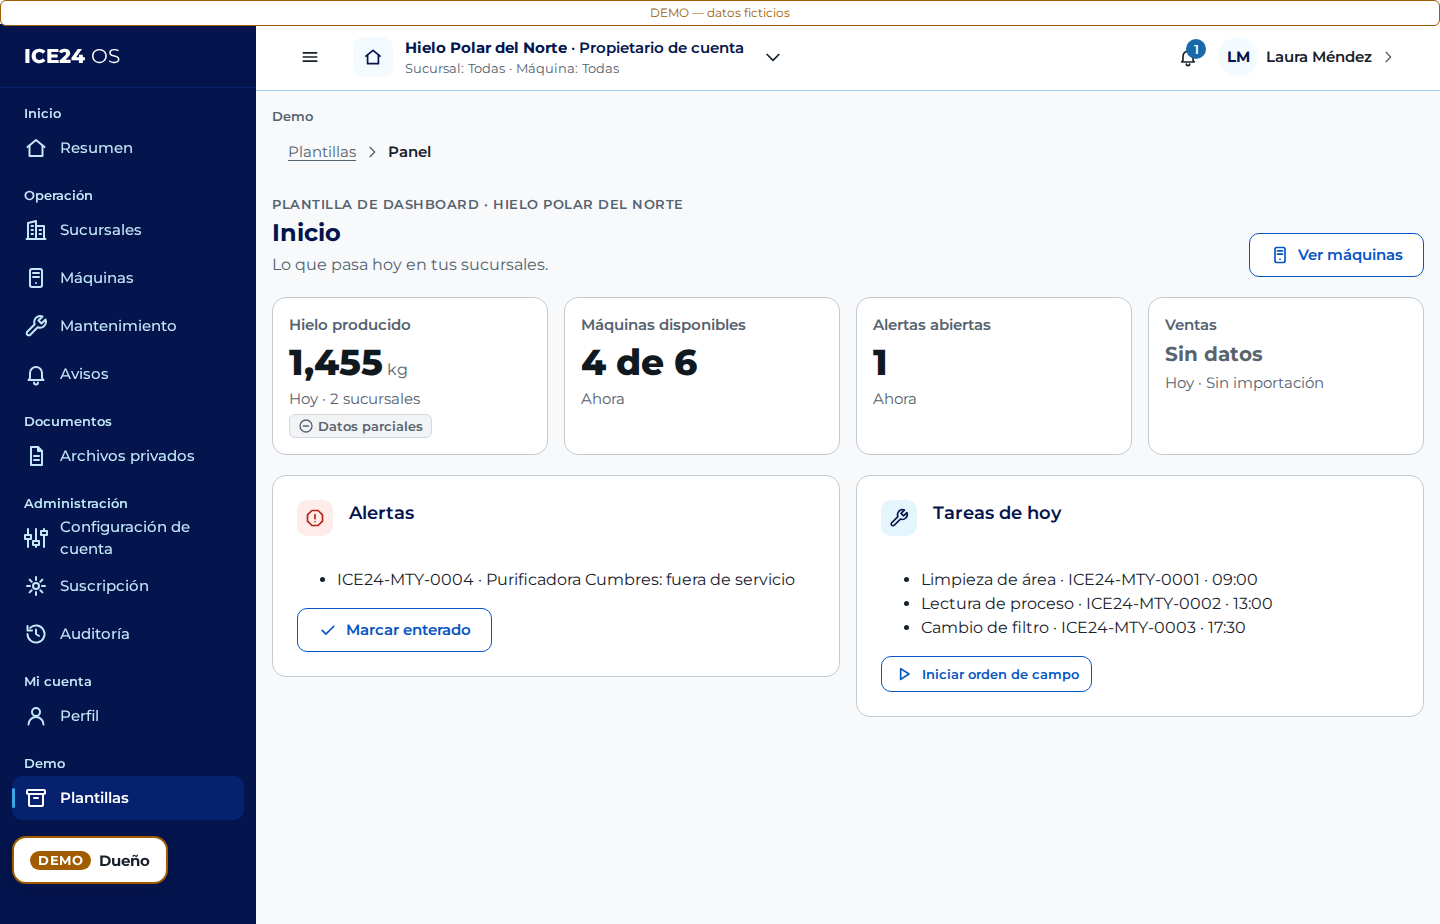 DEMO — datos ficticios
ICE24 OS
Inicio
Resumen
Operación
Sucursales
Máquinas
Mantenimiento
Avisos
Documentos
Archivos privados
Administración
Configuración de
cuenta
Suscripción
Auditoría
Mi cuenta
Perfil
Demo
Plantillas
DEMO Dueño
Hielo Polar del Norte · Propietario de cuenta
Sucursal: Todas · Máquina: Todas
1
LM Laura Méndez
Demo
Plantillas > Panel
PLANTILLA DE DASHBOARD · HIELO POLAR DEL NORTE
Inicio
Lo que pasa hoy en tus sucursales.
Ver máquinas
Hielo producido
1,455 kg
Hoy · 2 sucursales
Datos parciales
Máquinas disponibles
4 de 6
Ahora
Alertas abiertas
1
Ahora
Ventas
Sin datos
Hoy · Sin importación
Alertas
• ICE24-MTY-0004 · Purificadora Cumbres: fuera de servicio
Marcar enterado
Tareas de hoy
• Limpieza de área · ICE24-MTY-0001 · 09:00
• Lectura de proceso · ICE24-MTY-0002 · 13:00
• Cambio de filtro · ICE24-MTY-0003 · 17:30
Iniciar orden de campo